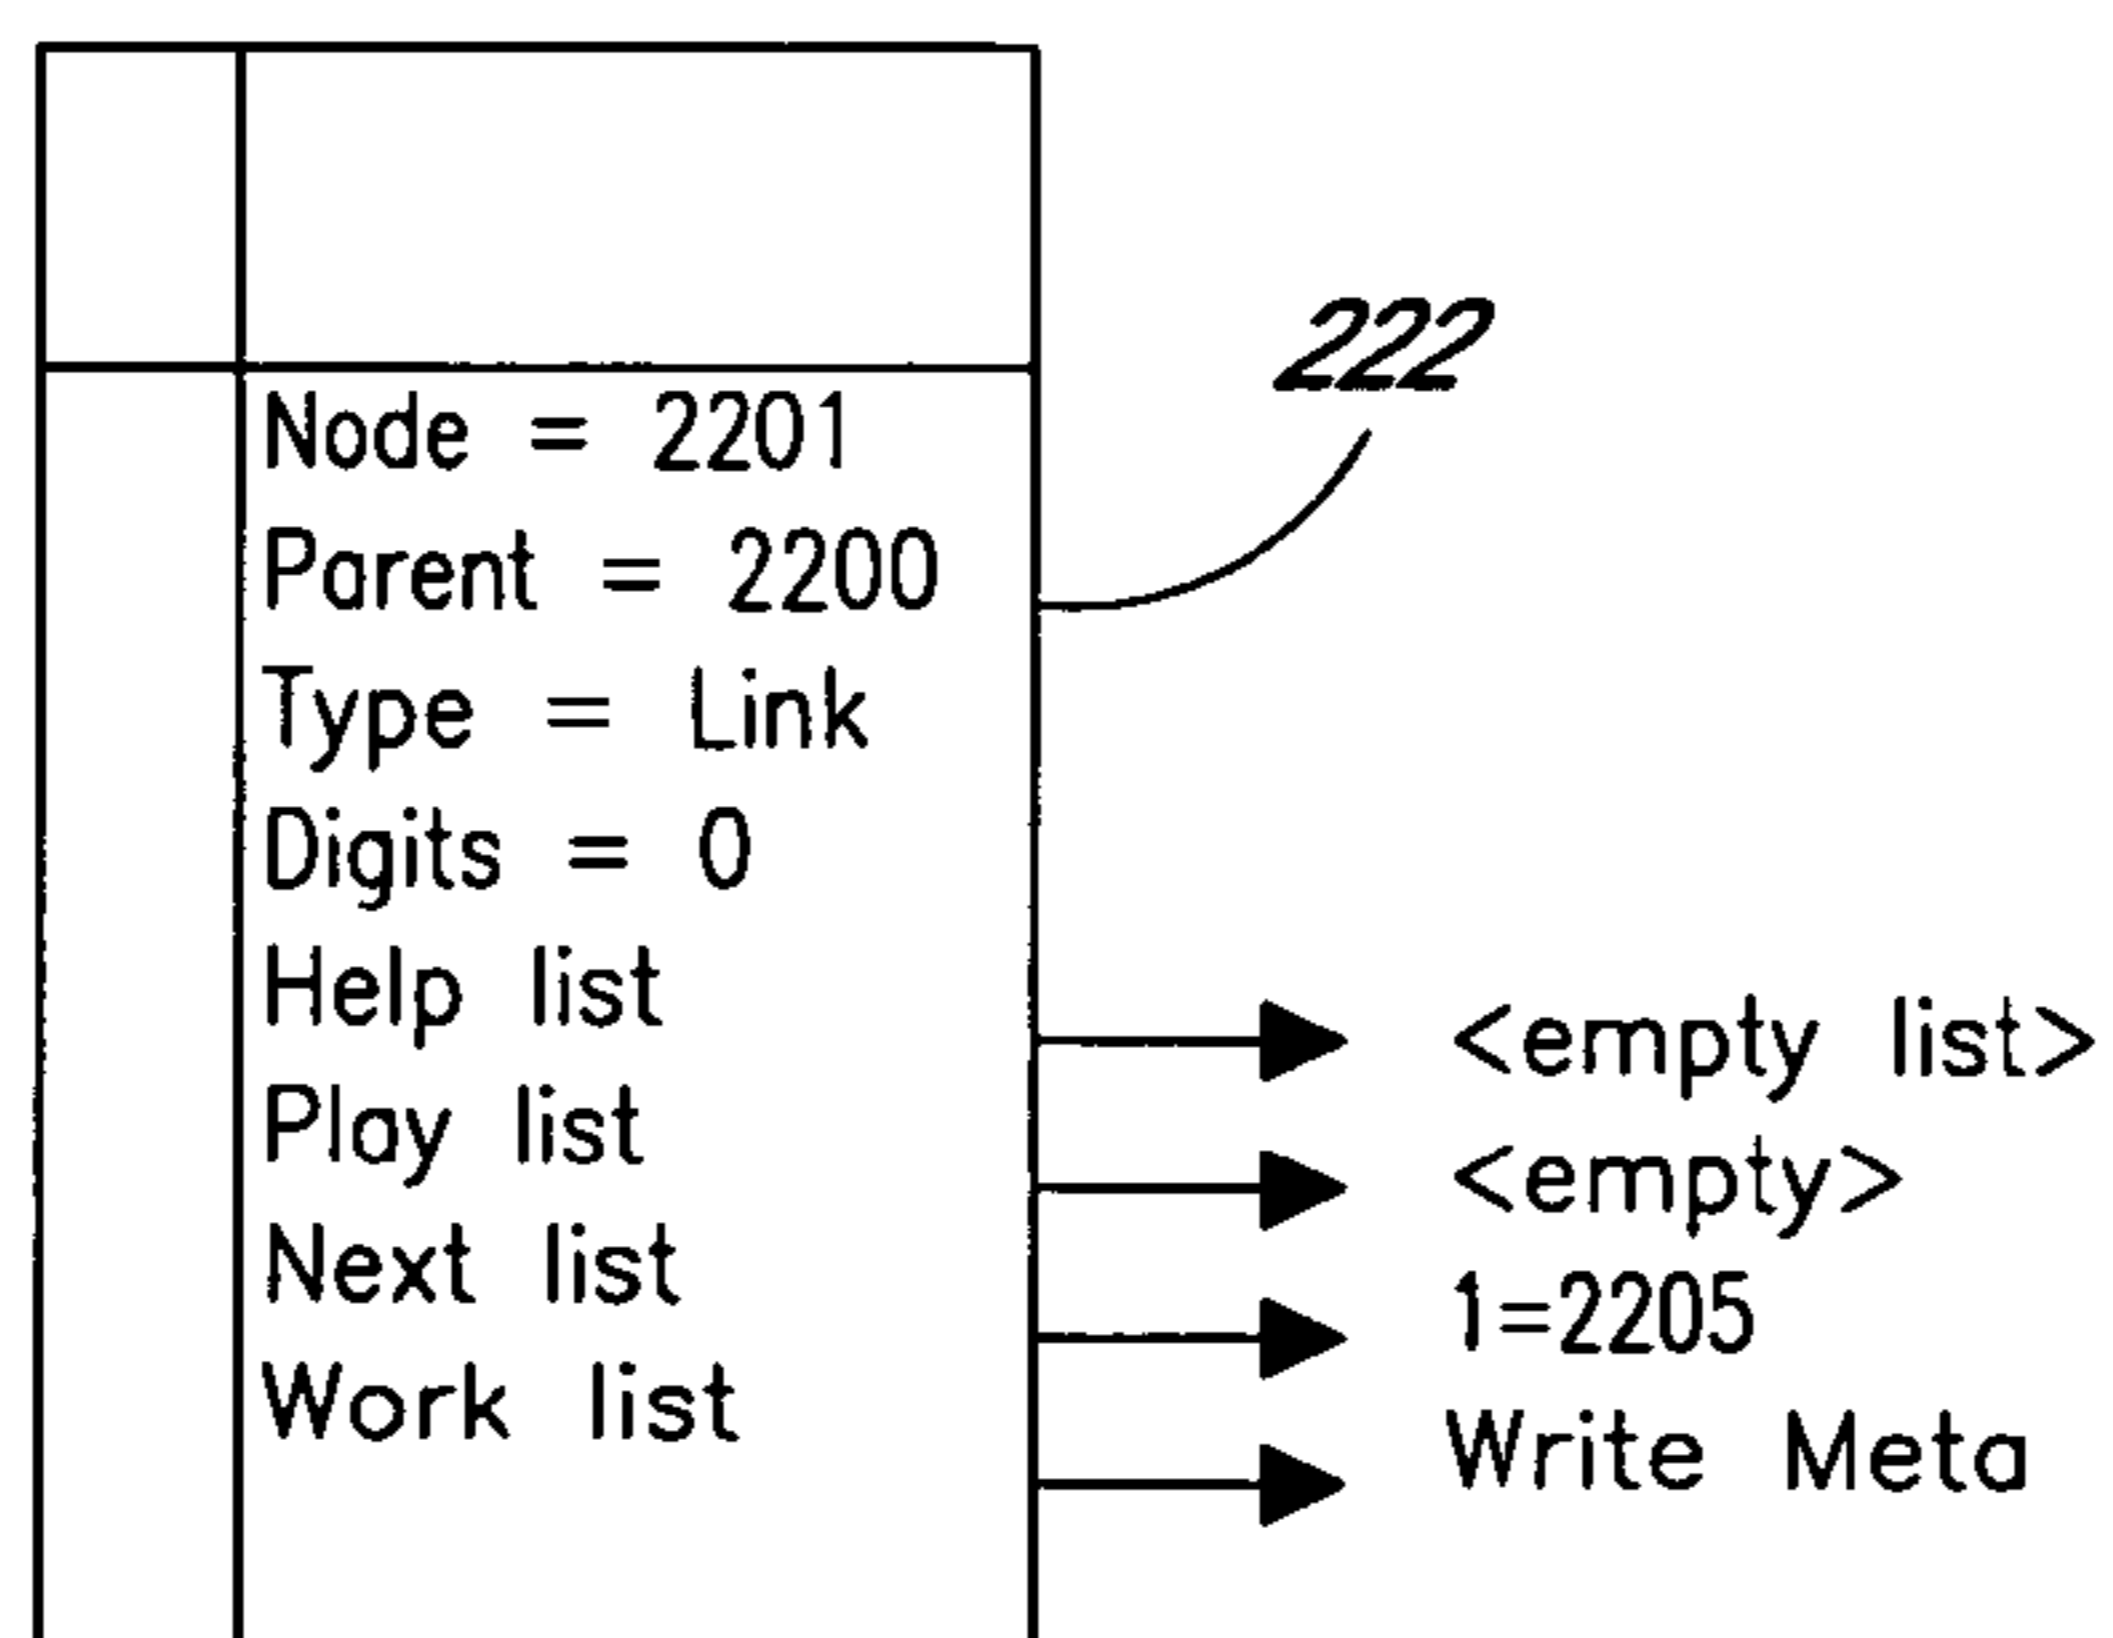 222
Node = 2201
Parent = 2200
Type = Link
Digits = 0
Help list
<empty list>
Play list
<empty>
Next list
1=2205
Work list
Write Meta